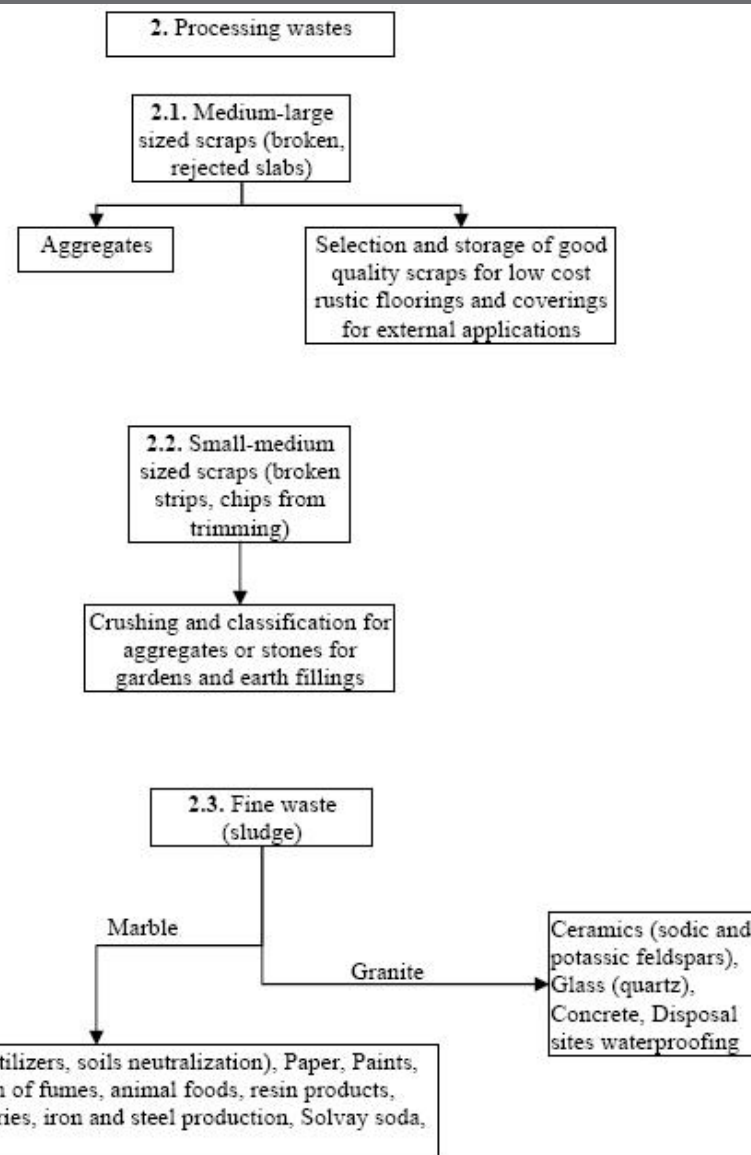 2. Processing wastes
2.1. Medium-large
sized scraps (broken,
rejected slabs)
Aggregates
Selection and storage of good
quality scraps for low cost
rustic floorings and coverings
for external applications
2.2. Small-medium
sized scraps (broken
strips, chips from
trimming)
Crushing and classification for
aggregates or stones for
gardens and earth fillings
2.3. Fine waste
(sludge)
Marble
Granite
Ceramics (sodic and
potassic feldspars),
Glass (quartz),
Concrete, Disposal
sites waterproofing
soils neutralization), Paper, Paints,
of fumes, animal foods, resin products,
iron and steel production, Solvay soda,